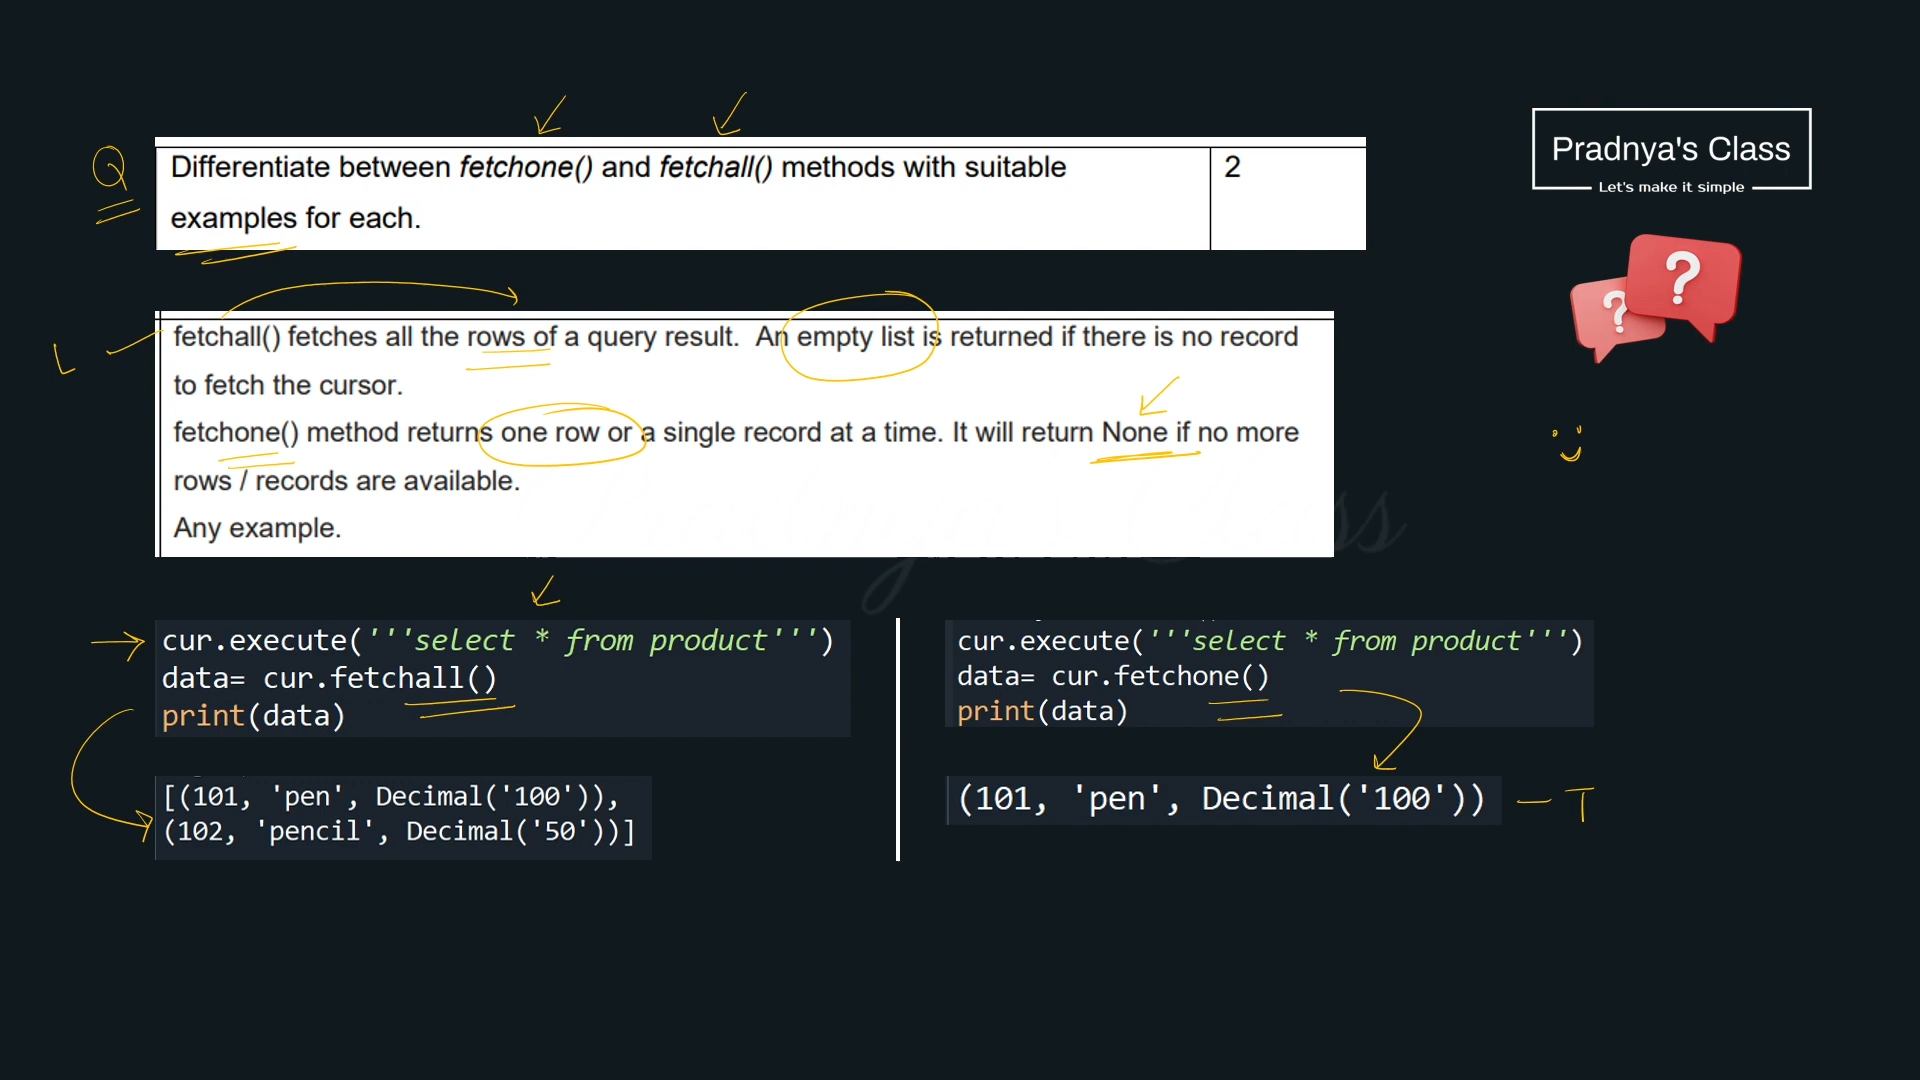 Pradnya's Class
Let's make it simple
Q
Differentiate between fetchone() and fetchall() methods with suitable
examples for each.
2
L
fetchall() fetches all the rows of a query result. An empty list is returned if there is no record
to fetch the cursor.
fetchone() method returns one row or a single record at a time. It will return None if no more
rows / records are available.
Any example.
cur.execute('''select * from product''')
data= cur.fetchall()
print(data)
[(101, 'pen', Decimal('100')),
(102, 'pencil', Decimal('50'))]
cur.execute('''select * from product''')
data= cur.fetchone()
print(data)
(101, 'pen', Decimal('100')) - T
Pradnya's Class